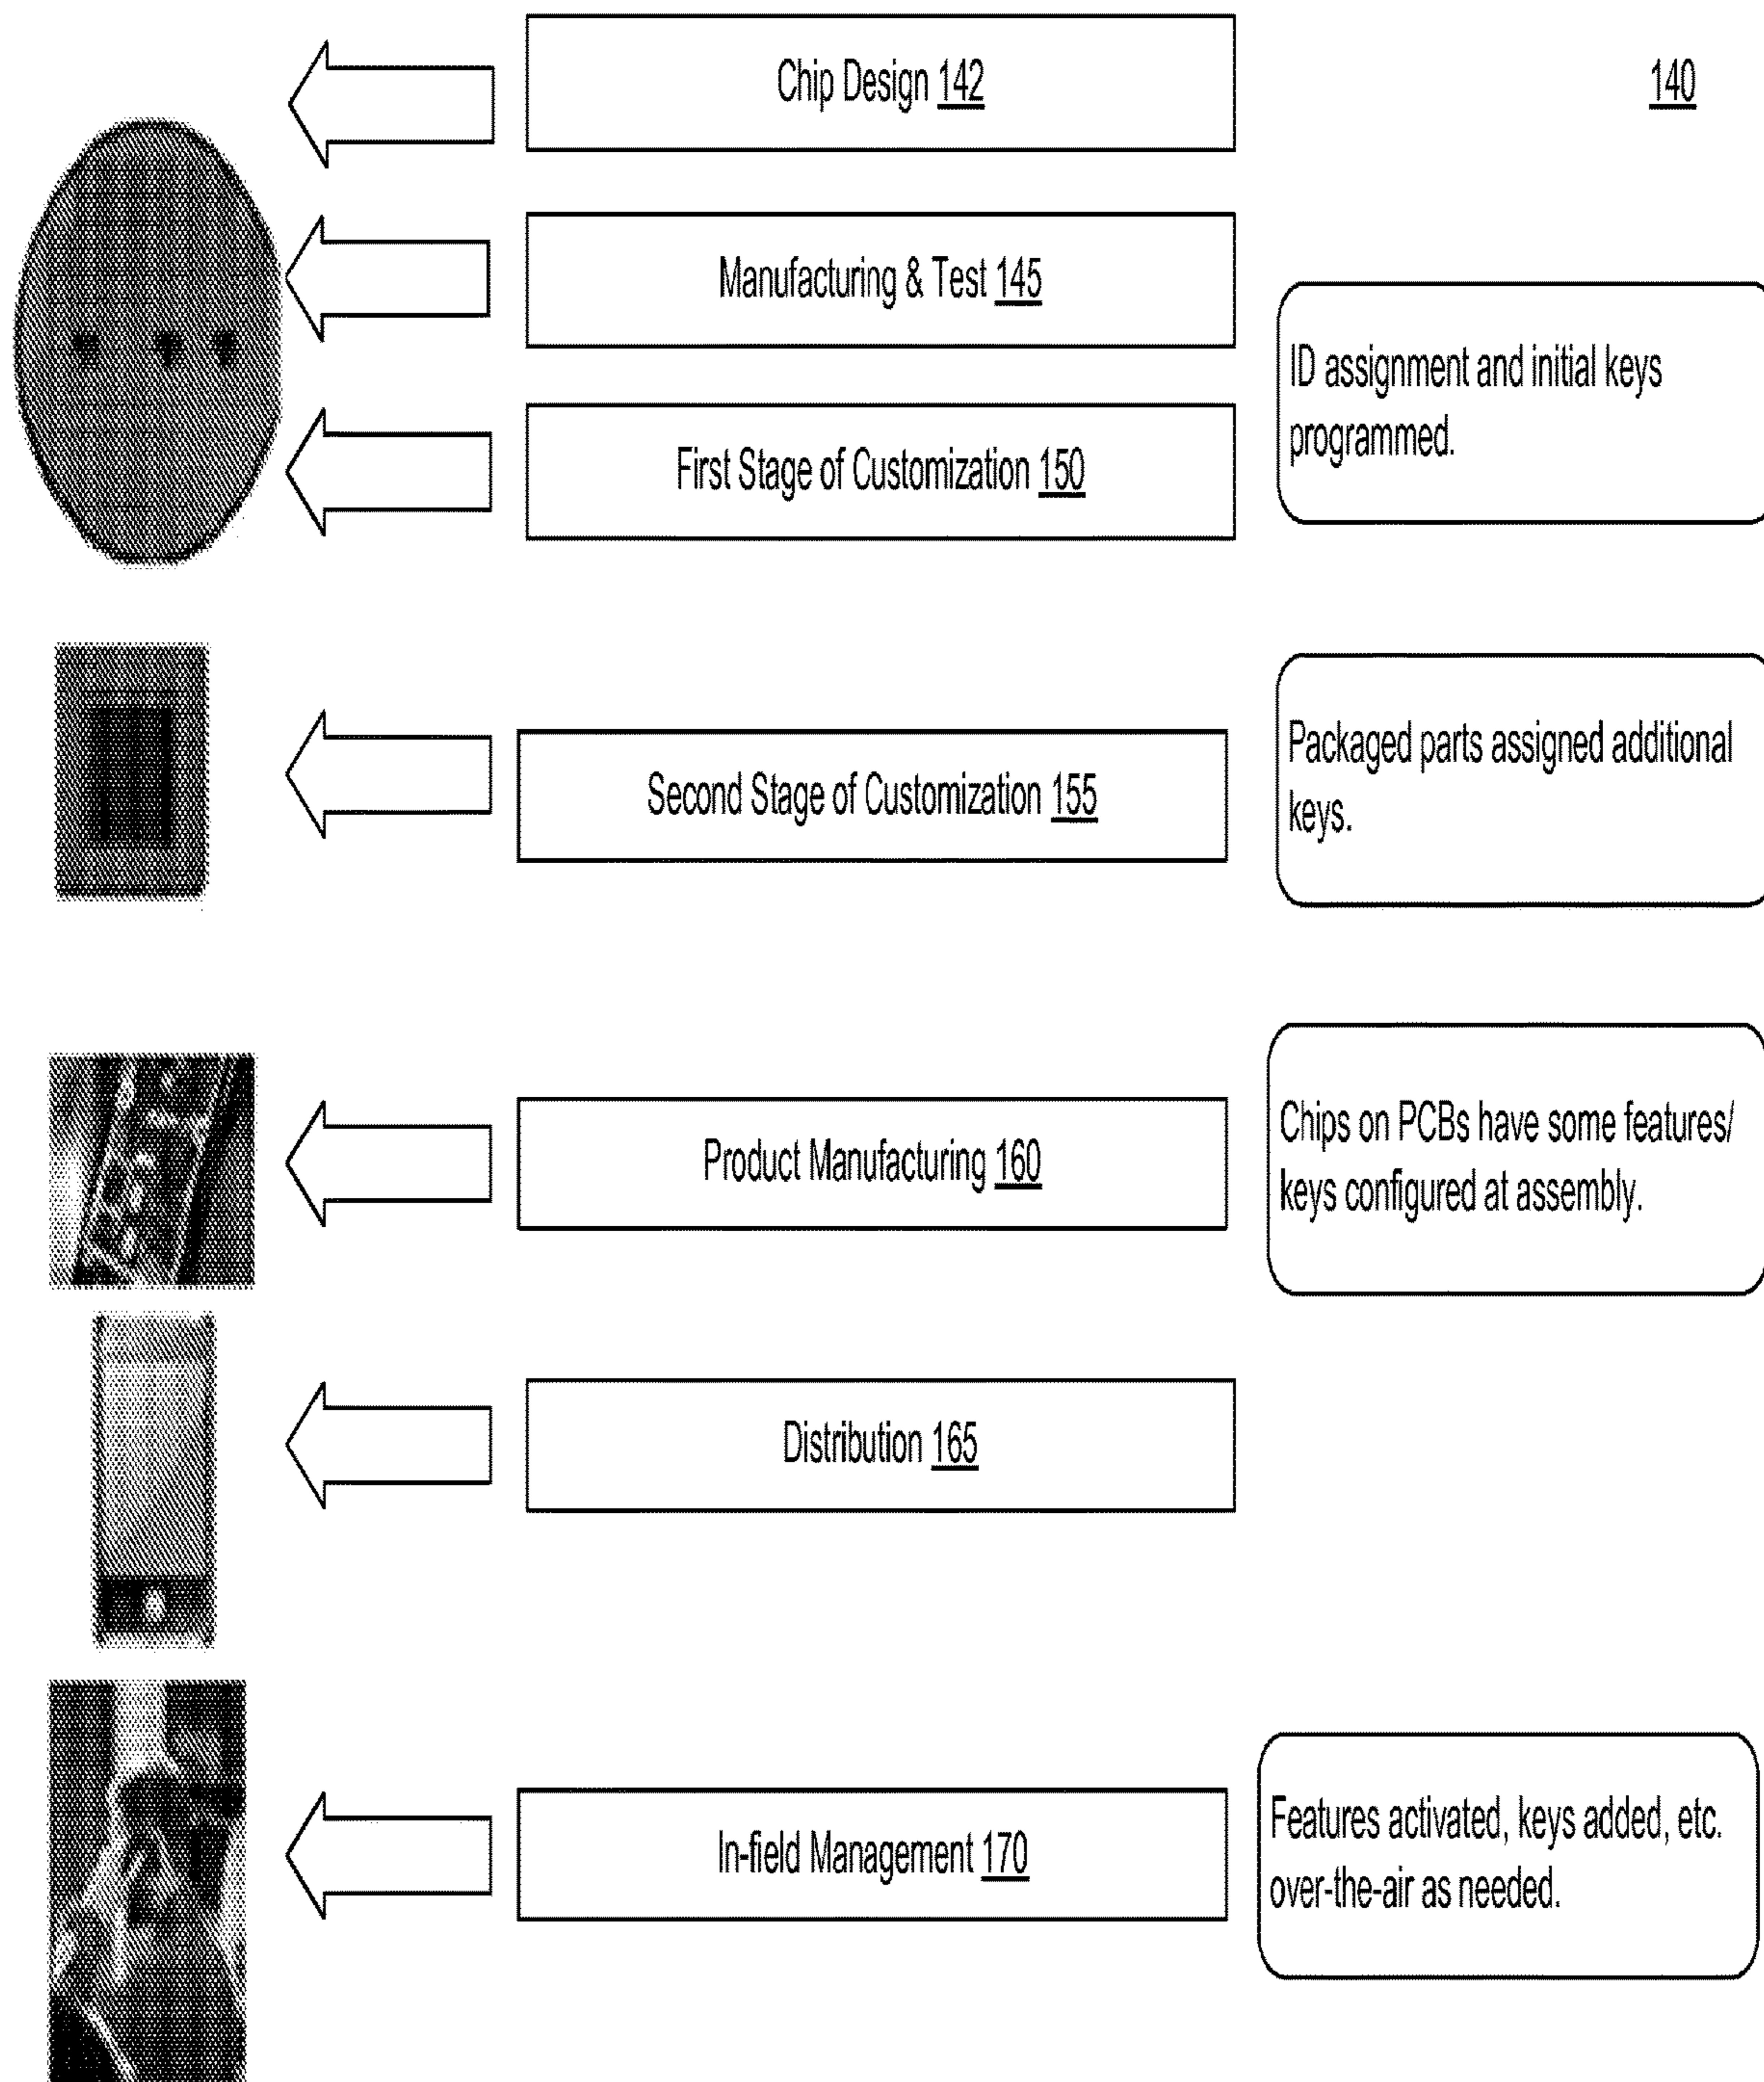 Chip Design 142
140
Manufacturing & Test 145
ID assignment and initial keys
programmed.
First Stage of Customization 150
Packaged parts assigned additional
keys.
Second Stage of Customization 155
Chips on PCBs have some features/
keys configured at assembly.
Product Manufacturing 160
Distribution 165
In-field Management 170
Features activated, keys added, etc.
over-the-air as needed.